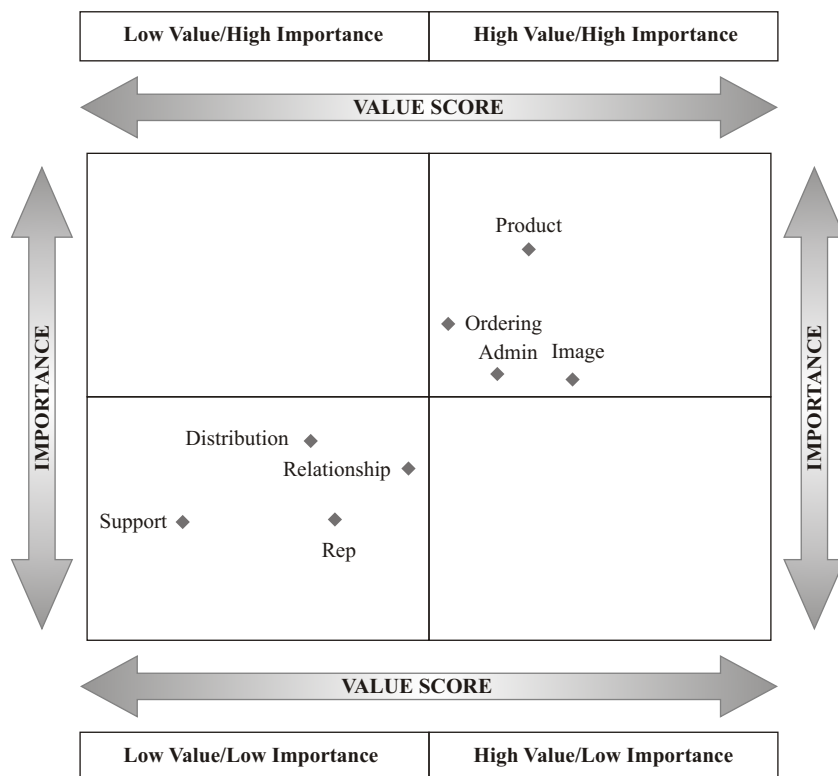 Low Value/High Importance
High Value/High Importance
VALUE SCORE
IMPORTANCE
IMPORTANCE
Product
Ordering
Admin
Image
Distribution
Relationship
Support
Rep
VALUE SCORE
Low Value/Low Importance
High Value/Low Importance